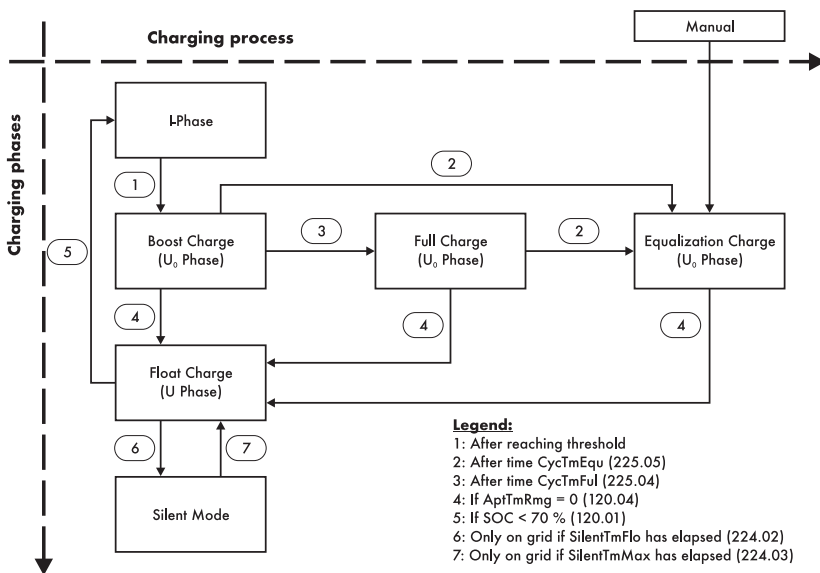 Manual
Charging process
Charging phases
I-Phase
1
2
5
Boost Charge
(U₀ Phase)
3
Full Charge
(U₀ Phase)
2
Equalization Charge
(U₀ Phase)
4
4
4
Float Charge
(U Phase)
6
7
Silent Mode
Legend:
1: After reaching threshold
2: After time CycTmEqu (225.05)
3: After time CycTmFul (225.04)
4: If AptTmRmg = 0 (120.04)
5: If SOC < 70 % (120.01)
6: Only on grid if SilentTmFlo has elapsed (224.02)
7: Only on grid if SilentTmMax has elapsed (224.03)